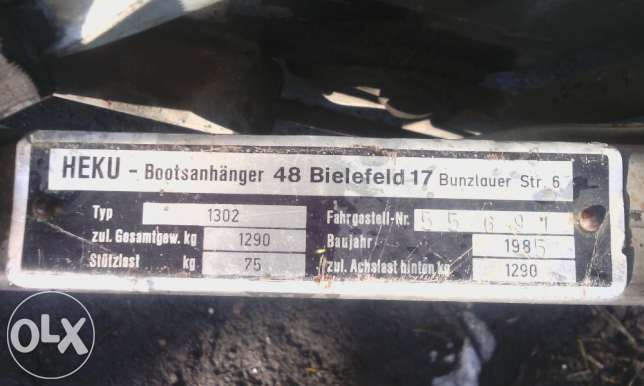 HEKU - Bootsanhänger 48 Bielefeld 17 Bunzlauer Str. 6
Typ 1302 Fahrgestell-Nr.
zul. Gesamtgew. kg 1290 Baujahr 1985
Stützlast kg 75 zul. Achslast hinten kg 1290
OLX